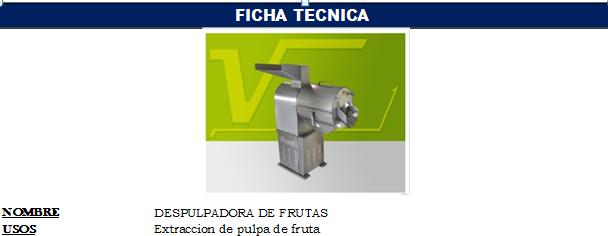 FICHA TECNICA
NOMBRE DESPULPADORA DE FRUTAS
USOS Extraccion de pulpa de fruta